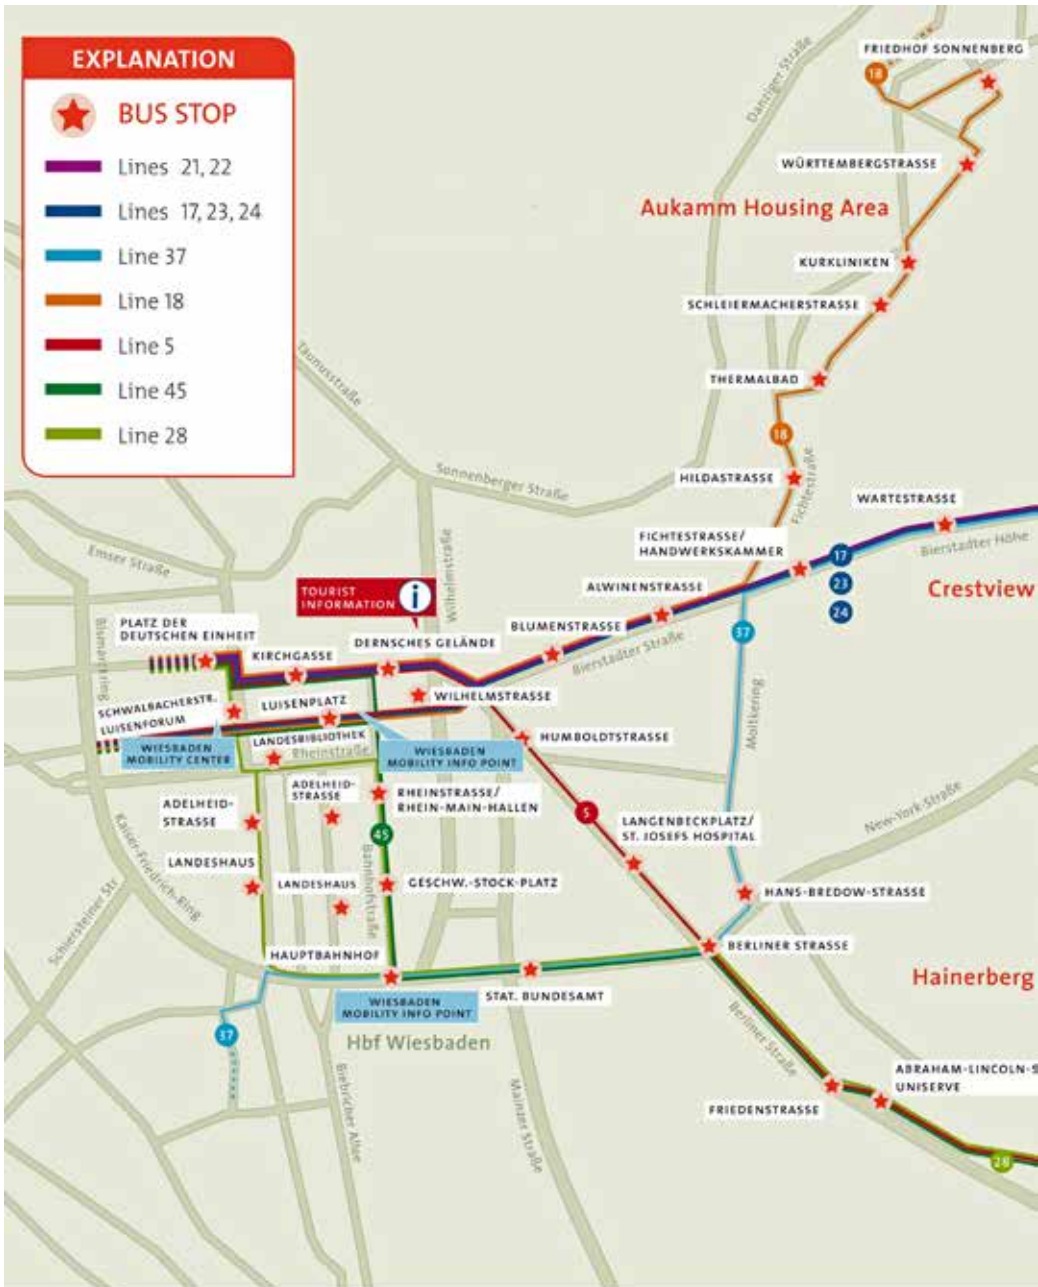 EXPLANATION
BUS STOP
Lines 21, 22
Lines 17, 23, 24
Line 37
Line 18
Line 5
Line 45
Line 28
FRIEDHOF SONNENBERG
18
Danziger Straße
WÜRTTEMBERGSTRASSE
Aukamm Housing Area
KURKLINIKEN
SCHLEIERMACHERSTRASSE
Taunusstraße
THERMALBAD
18
Sonnenberger Straße
HILDASTRASSE
Fichtestraße
WARTESTRASSE
FICHTESTRASSE/
HANDWERKSKAMMER
Bierstadter Höhe
17
23
24
Emser Straße
Wilhelmstraße
ALWINENSTRASSE
Crestview
TOURIST
INFORMATION
i
Bismarckring
PLATZ DER
DEUTSCHEN EINHEIT
KIRCHGASSE
DERNSCHES GELÄNDE
BLUMENSTRASSE
Bierstadter Straße
37
SCHWALBACHERSTR.
LUISENFORUM
LUISENPLATZ
WILHELMSTRASSE
Moltkering
WIESBADEN
MOBILITY CENTER
LANDESBIBLIOTHEK
Rheinstraße
WIESBADEN
MOBILITY INFO POINT
HUMBOLDTSTRASSE
ADELHEID-
STRASSE
ADELHEID-
STRASSE
RHEINSTRASSE/
RHEIN-MAIN-HALLEN
5
LANGENBECKPLATZ/
ST. JOSEFS HOSPITAL
New-York-Straße
45
Kaiser-Friedrich-Ring
LANDESHAUS
LANDESHAUS
Bahnhofstraße
GESCHW.-STOCK-PLATZ
HANS-BREDOW-STRASSE
Schiersteiner Str.
HAUPTBAHNHOF
BERLINER STRASSE
STAT. BUNDESAMT
Hainerberg
WIESBADEN
MOBILITY INFO POINT
Hbf Wiesbaden
37
Berliner Straße
Biebricher Allee
Mainzer Straße
ABRAHAM-LINCOLN-S
UNISERVE
FRIEDENSTRASSE
28